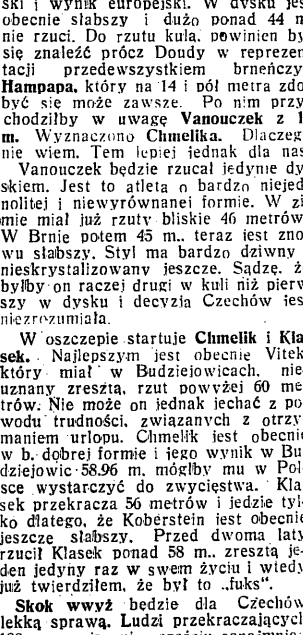 ski i wynik europejski. W dysku jes
obecnie słabszy i dużo ponad 44 n
nie rzuci. Do rzutu kulą. powinien by
się znaleźć prócz Doudy w reprezen
tacji przedewszystkiem brneńczy
Hampapa, który na 14 i pół metra zdo
być się może zawsze. Po nim przy
chodziłby w uwagę Vanouczek z 1
m. Wyznaczono Chmelika. Dlaczeg
nie wiem. Tem lepiej jednak dla nas
Vanouczek będzie rzucał jedynie dy
skiem. Jest to atleta o bardzo niejed
nolitej i niewyrównanej formie. W zi
mie miał już rzuty bliskie 46 metrów
W Brnie potem 45 m.. teraz jest zno
wu słabszy. Styl ma bardzo dziwny
nieskrystalizowany jeszcze. Sądzę, ż
byłby on raczej drugi w kuli niż pierw
szy w dysku i decyzja Czechów jes
niezrozumiała.
W oszczepie startuje Chmelik i Kla
sek. Najlepszym jest obecnie Vitek
który miał w Budziejowicach, nie
uznany zresztą, rzut powyżej 60 me
trów. Nie może on jednak jechać z po
wodu trudności, związanych z otrzy
maniem urlopu. Chmelik jest obecnie
w b. dobrej formie i jego wynik w Bu
dziejowic 58.96 m. mógłby mu w Pol
sce wystarczyć do zwycięstwa. Kla
sek przekracza 56 metrów i jedzie tyl
ko dlatego, że Koberstein jest obecnie
jeszcze słabszy. Przed dwoma laty
rzucił Klasek ponad 58 m.. zresztą je
den jedyny raz w swem życiu i wtedy
już twierdziłem, że był to „fuks".
Skok wwyż będzie dla Czechów
lekką sprawą. Ludzi przekraczających